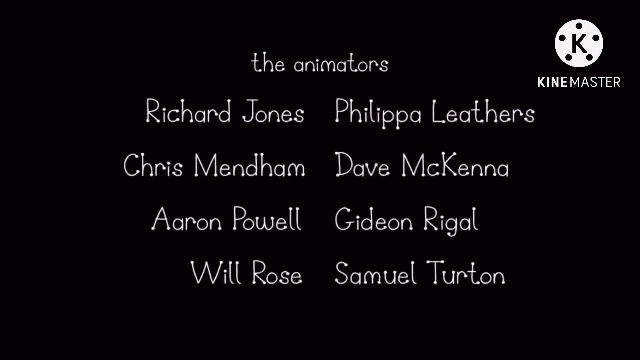 the animators
KINEMASTER
Richard Jones Philippa Leathers
Chris Mendham Dave McKenna
Aaron Powell Gideon Rigal
Will Rose Samuel Turton